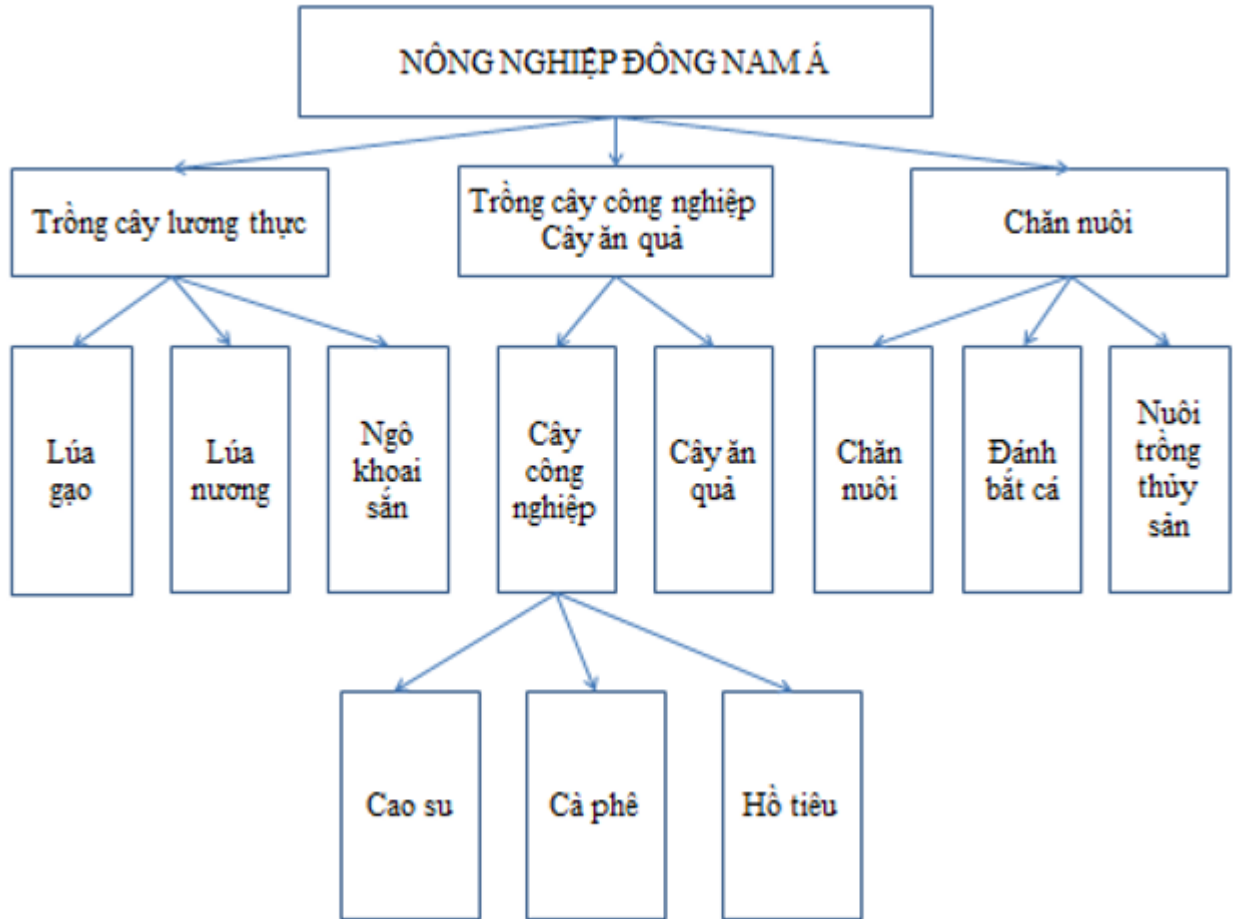 NÔNG NGHIỆP ĐÔNG NAM Á
Trồng cây lương thực
Trồng cây công nghiệp
Cây ăn quả
Chăn nuôi
Lúa
gạo
Lúa
nương
Ngô
khoai
sắn
Cây
công
nghiệp
Cây ăn
quả
Chăn
nuôi
Đánh
bắt cá
Nuôi
trồng
thủy
sản
Cao su
Cà phê
Hồ tiêu